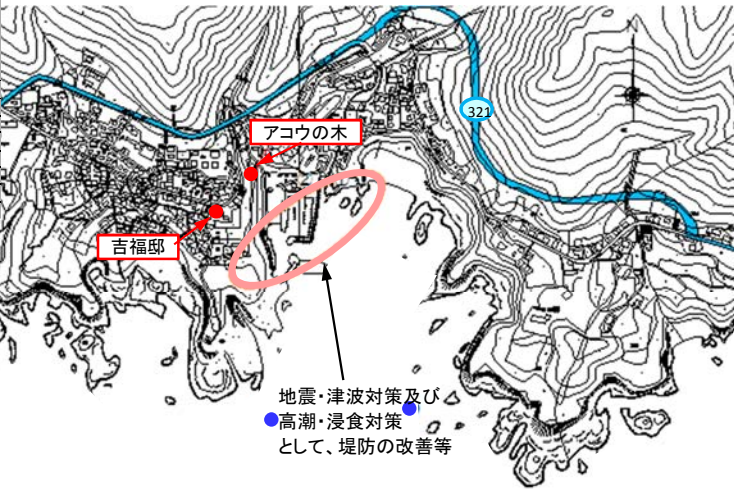 321
アコウの木
吉福邸
地震・津波対策及び
高潮・浸食対策
として、堤防の改善等